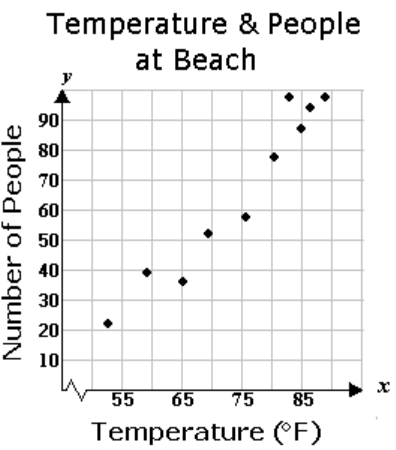 Temperature & People
at Beach
y
Number of People
90
80
70
60
50
40
30
20
10
55 65 75 85
x
Temperature (°F)